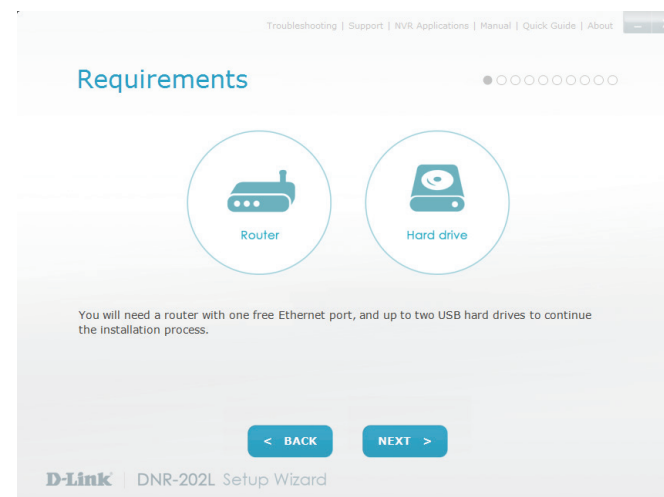 Troubleshooting | Support | NVR Applications | Manual | Quick Guide | About
Requirements
Router
Hard drive
You will need a router with one free Ethernet port, and up to two USB hard drives to continue
the installation process.
< BACK
NEXT >
D-Link | DNR-202L Setup Wizard